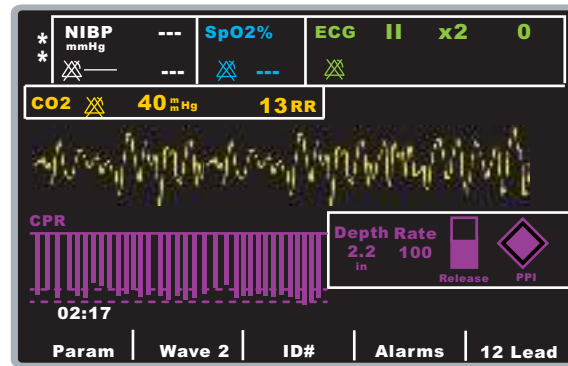 * NIBP --- SpO2% ECG II x2 0
* mmHg
--- ---
CO2 40 mmHg 13 RR
CPR
Depth Rate
2.2 100
in
Release PPI
02:17
Param Wave 2 ID# Alarms 12 Lead